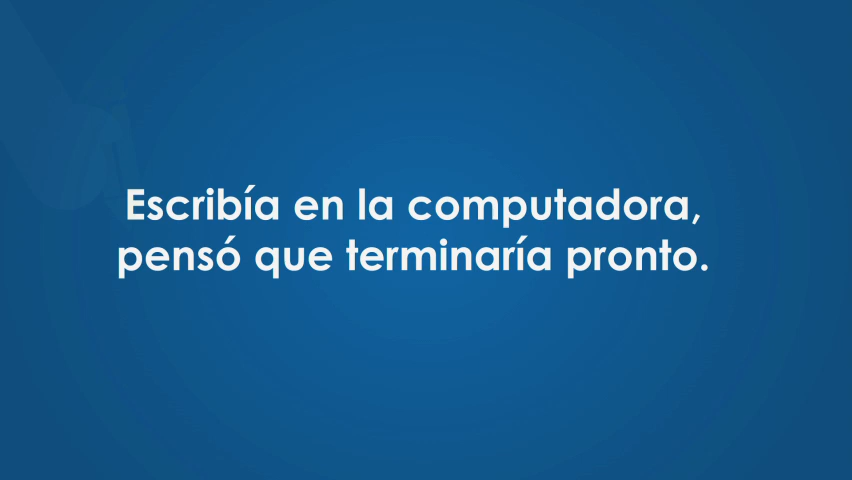 Escribía en la computadora,
pensó que terminaría pronto.